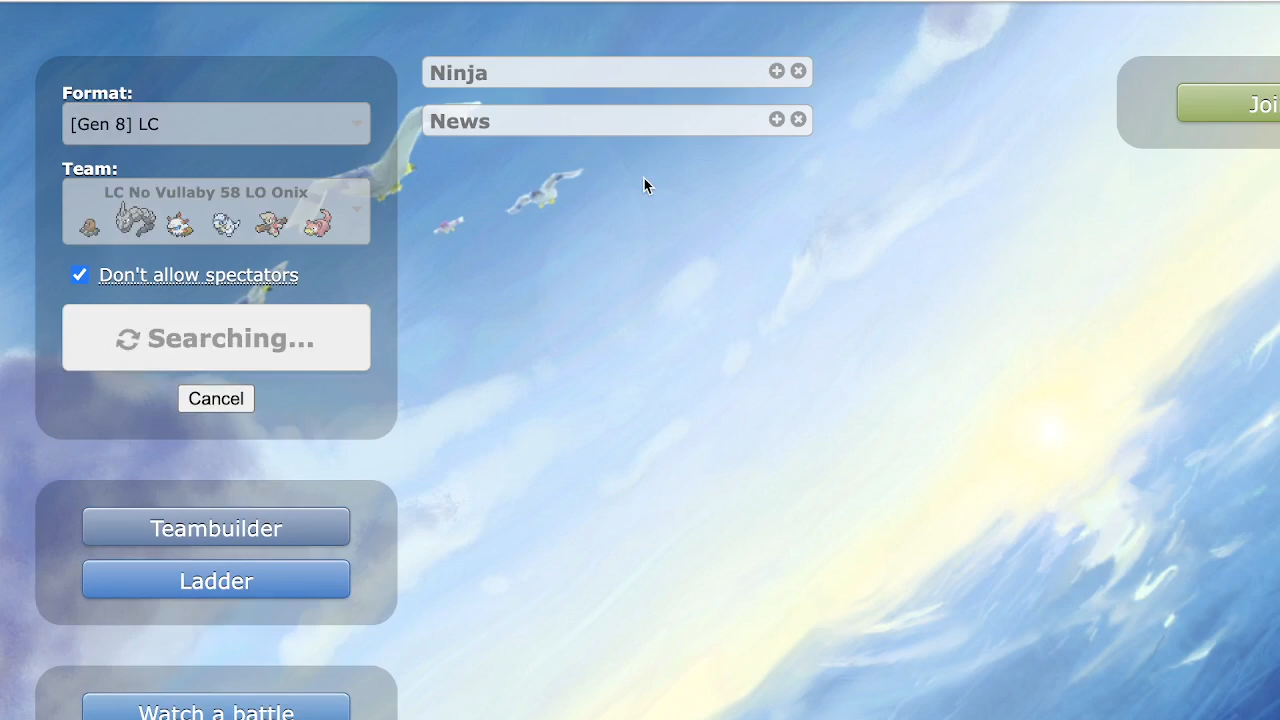 Format:
[Gen 8] LC
Team:
LC No Vullaby 58 LO Onix
Don't allow spectators
Searching...
Cancel
Teambuilder
Ladder
Watch a battle
Ninja
News
Joi